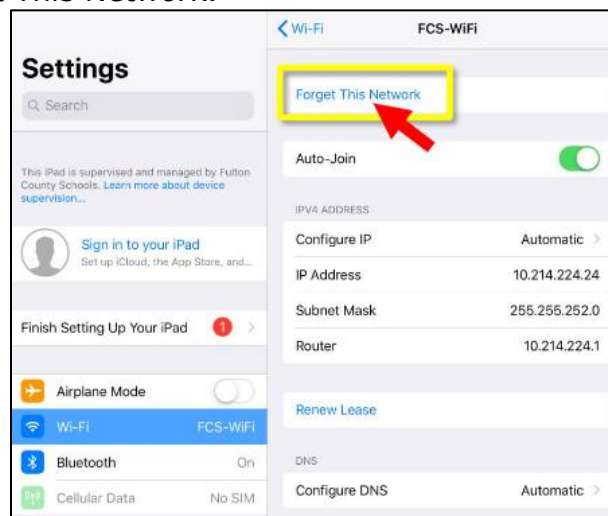 This Network.
Settings
Search
This iPad is supervised and managed by Fulton
County Schools. Learn more about device
supervision...
Sign in to your iPad
Set up iCloud, the App Store, and...
Finish Setting Up Your iPad 1
Airplane Mode
Wi-Fi FCS-WiFi
Bluetooth On
Cellular Data No SIM
Wi-Fi FCS-WiFi
Forget This Network
Auto-Join
IPV4 ADDRESS
Configure IP Automatic
IP Address 10.214.224.24
Subnet Mask 255.255.252.0
Router 10.214.224.1
Renew Lease
DNS
Configure DNS Automatic